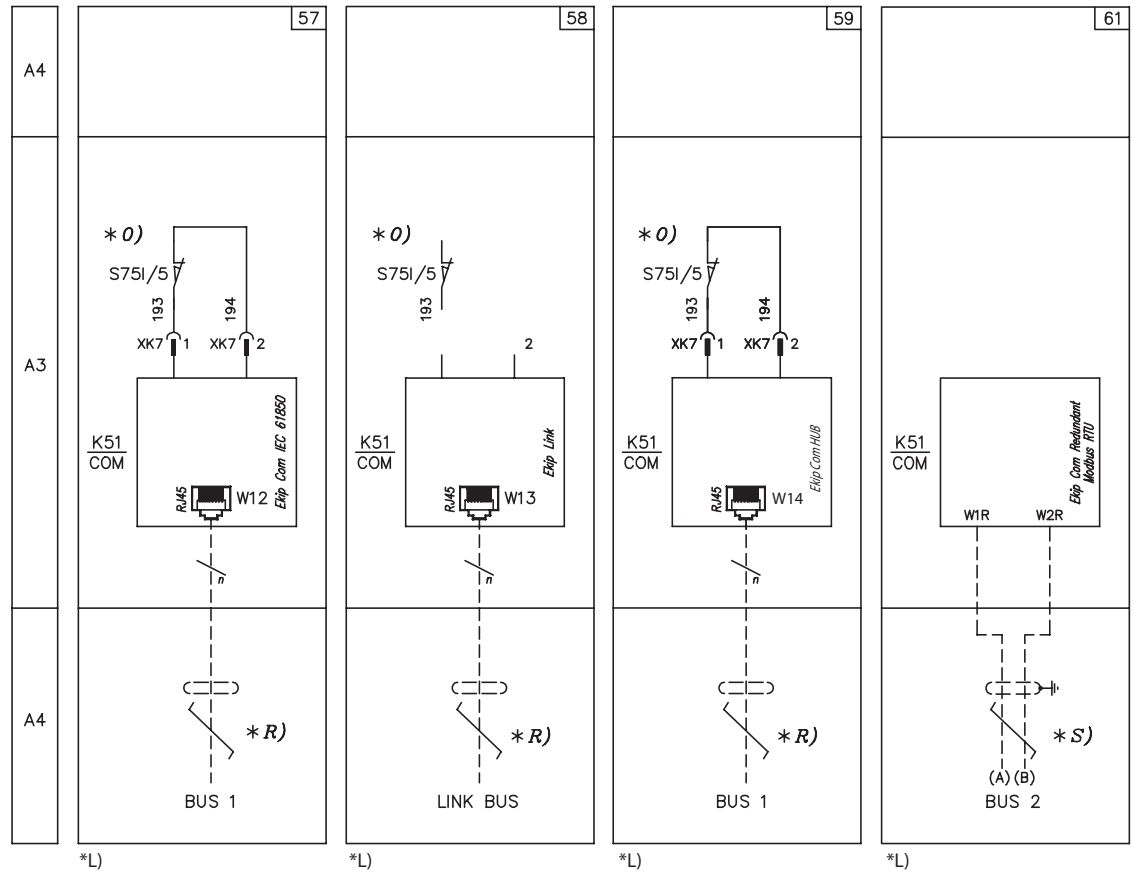 A4
A3
A4
57
*O)
S75I/5
193
194
XK7 1
XK7 2
K51
COM
Ekip Com IEC 61850
RJ45
W12
n
*R)
BUS 1
*L)
58
*O)
S75I/5
193
2
K51
COM
Ekip Link
RJ45
W13
n
*R)
LINK BUS
*L)
59
*O)
S75I/5
193
194
XK7 1
XK7 2
K51
COM
Ekip Com HUB
RJ45
W14
n
*R)
BUS 1
*L)
61
K51
COM
Ekip Com Redundant
Modbus RTU
W1R
W2R
*S)
(A) (B)
BUS 2
*L)